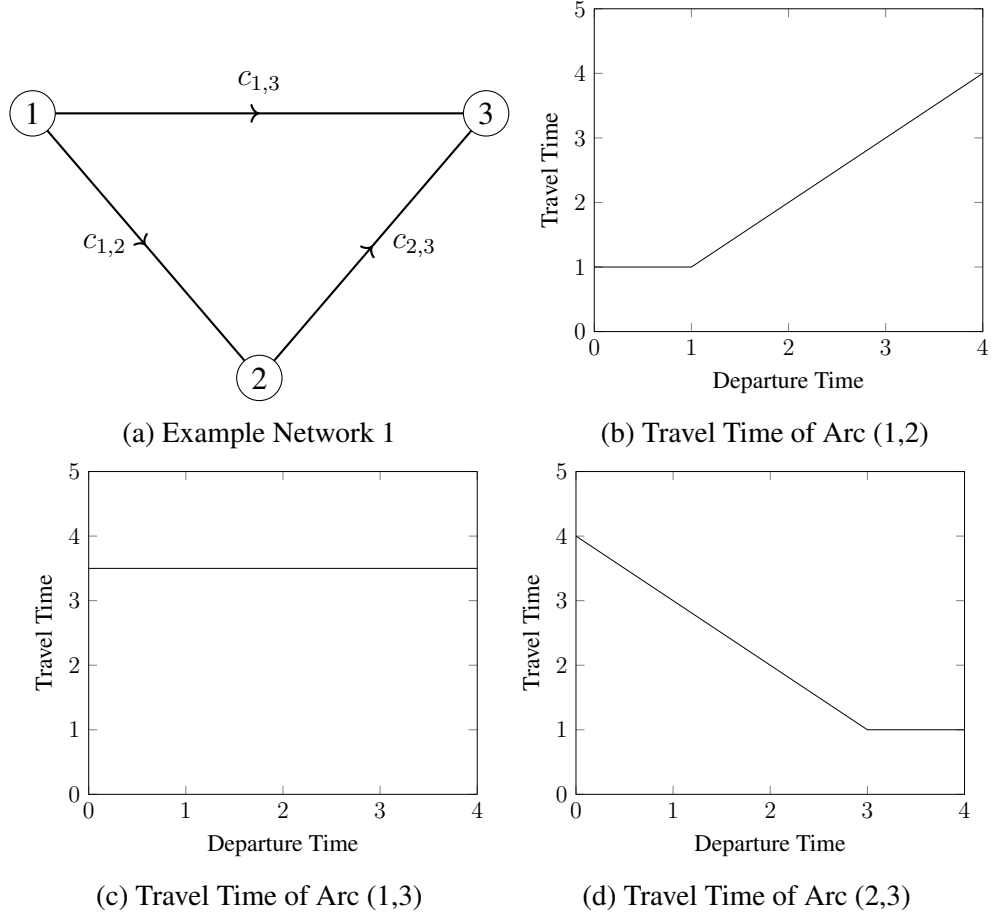 1
c1,3
3
c1,2
c2,3
2
(a) Example Network 1
5
4
3
2
1
0
0 1 2 3 4
Travel Time
Departure Time
(b) Travel Time of Arc (1,2)
5
4
3
2
1
0
0 1 2 3 4
Travel Time
Departure Time
(c) Travel Time of Arc (1,3)
5
4
3
2
1
0
0 1 2 3 4
Travel Time
Departure Time
(d) Travel Time of Arc (2,3)